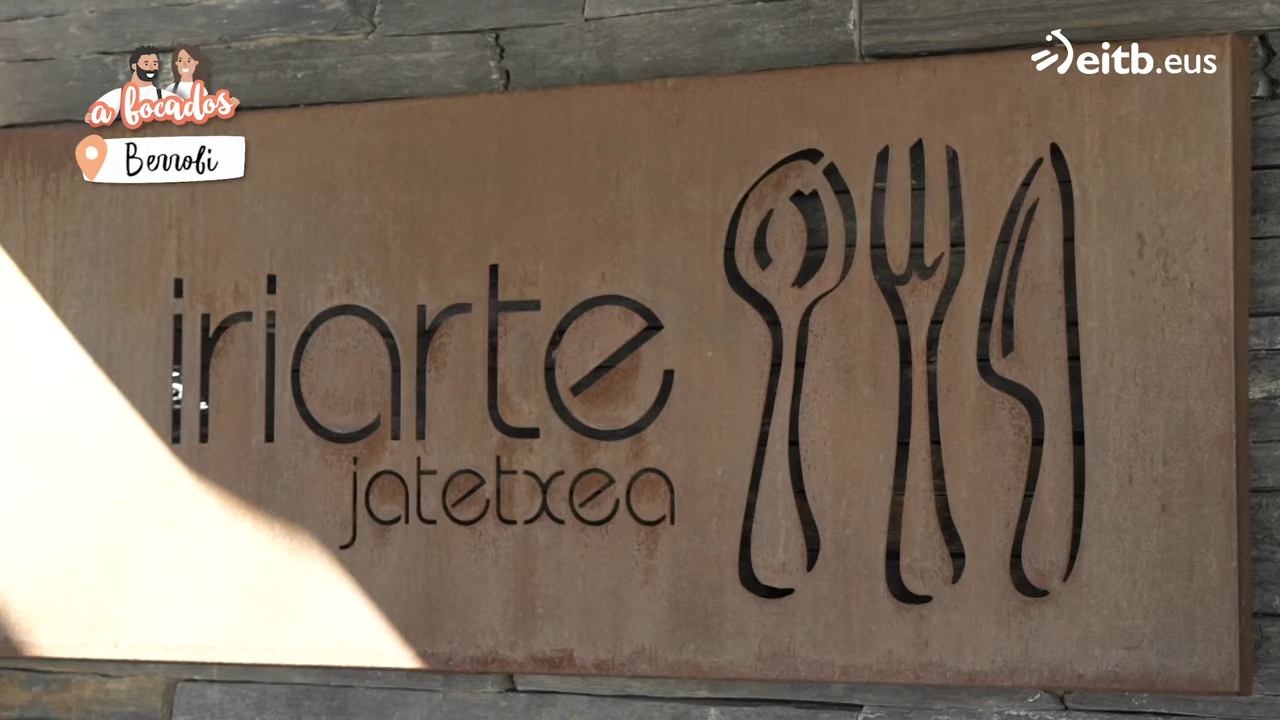 a bocados
Berrobi
eitb.eus
iriarte
jatetxea